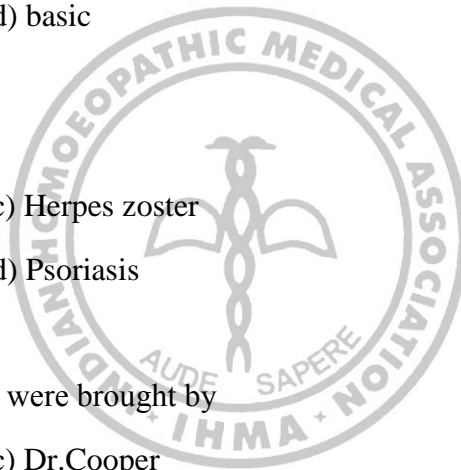 d) basic
INDIAN HOMOEOPATHIC MEDICAL ASSOCIATION
c) Herpes zoster
d) Psoriasis
AUDE SAPERE
were brought by
IHMA
c) Dr.Cooper